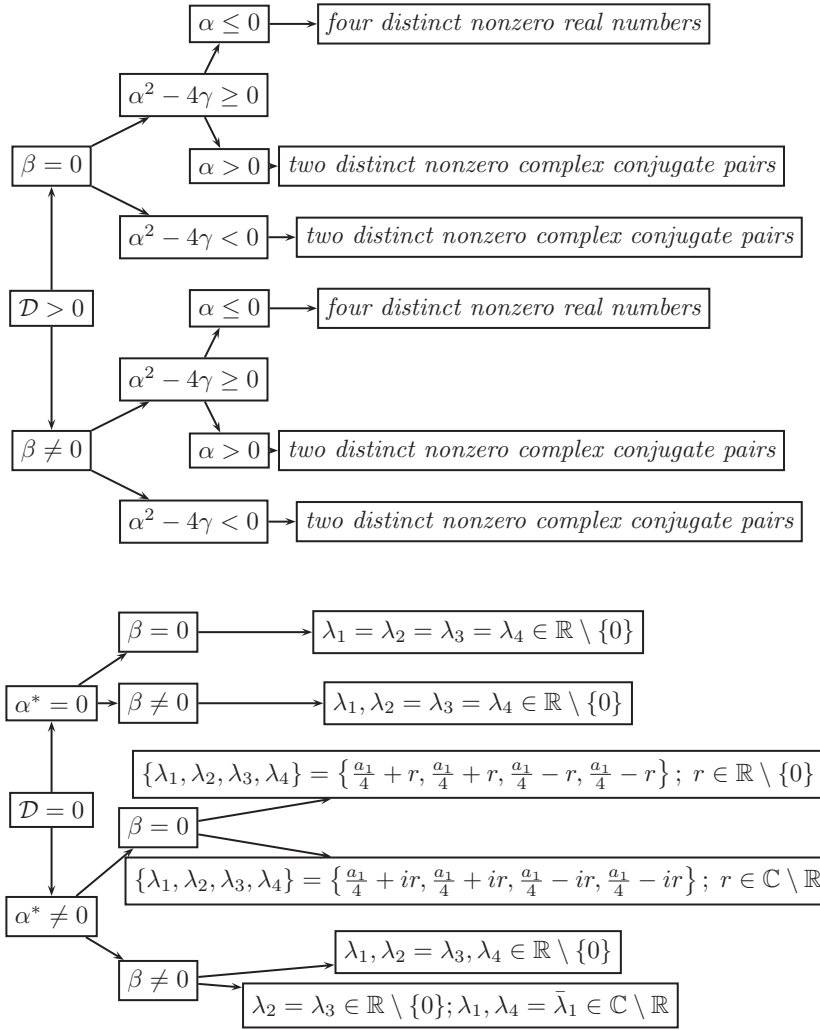 α ≤ 0 four distinct nonzero real numbers
α² − 4γ ≥ 0
β = 0 α > 0 two distinct nonzero complex conjugate pairs
α² − 4γ < 0 two distinct nonzero complex conjugate pairs
𝒟 > 0 α ≤ 0 four distinct nonzero real numbers
α² − 4γ ≥ 0
β ≠ 0 α > 0 two distinct nonzero complex conjugate pairs
α² − 4γ < 0 two distinct nonzero complex conjugate pairs
β = 0 λ₁ = λ₂ = λ₃ = λ₄ ∈ ℝ \ {0}
α* = 0 β ≠ 0 λ₁, λ₂ = λ₃ = λ₄ ∈ ℝ \ {0}
{λ₁, λ₂, λ₃, λ₄} = {a₁/4 + r, a₁/4 + r, a₁/4 − r, a₁/4 − r} ; r ∈ ℝ \ {0}
𝒟 = 0 β = 0
{λ₁, λ₂, λ₃, λ₄} = {a₁/4 + ir, a₁/4 + ir, a₁/4 − ir, a₁/4 − ir} ; r ∈ ℂ \ ℝ
α* ≠ 0
λ₁, λ₂ = λ₃, λ₄ ∈ ℝ \ {0}
β ≠ 0
λ₂ = λ₃ ∈ ℝ \ {0}; λ₁, λ₄ = λ̄₁ ∈ ℂ \ ℝ